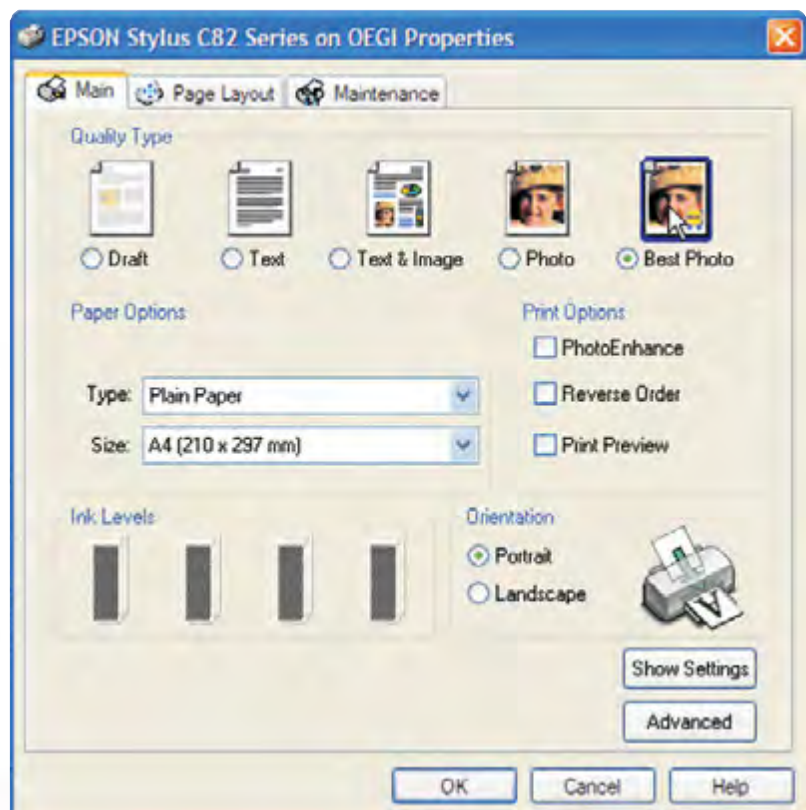 EPSON Stylus C82 Series on OEGI Properties
Main Page Layout Maintenance
Quality Type
Draft Text Text & Image Photo Best Photo
Paper Options Print Options
PhotoEnhance
Type: Plain Paper Reverse Order
Size: A4 (210 x 297 mm) Print Preview
Ink Levels Orientation
Portrait
Landscape
Show Settings
Advanced
OK Cancel Help